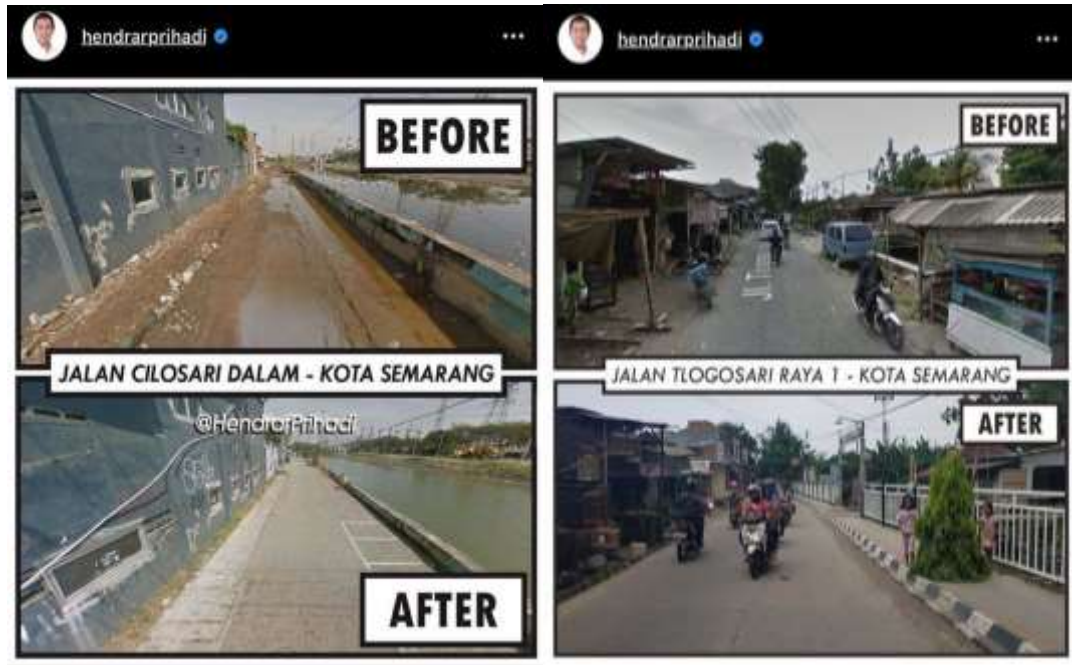 hendrarprihadi
BEFORE
JALAN CILOSARI DALAM - KOTA SEMARANG
@HendrarPrihadi
AFTER
hendrarprihadi
BEFORE
JALAN TLOGOSARI RAYA 1 - KOTA SEMARANG
AFTER